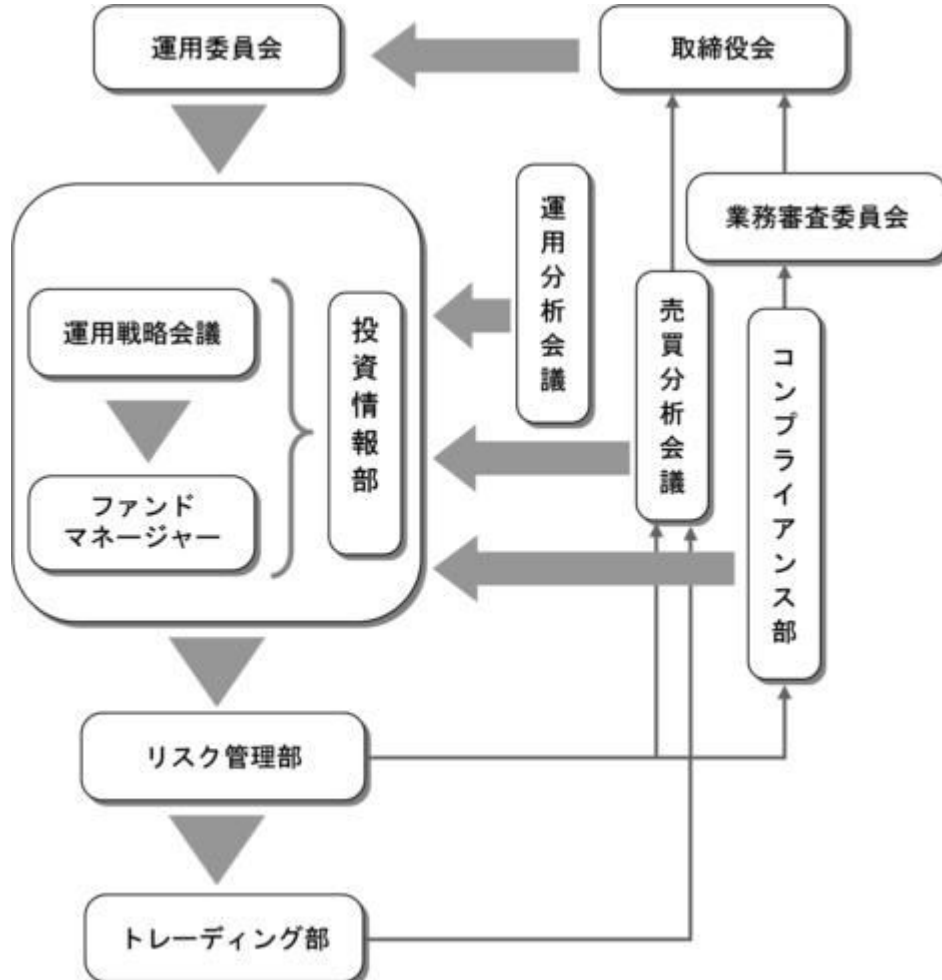 運用委員会
取締役会
運用分析会議
業務審査委員会
運用戦略会議
投資情報部
売買分析会議
コンプライアンス部
ファンド
マネージャー
リスク管理部
トレーディング部